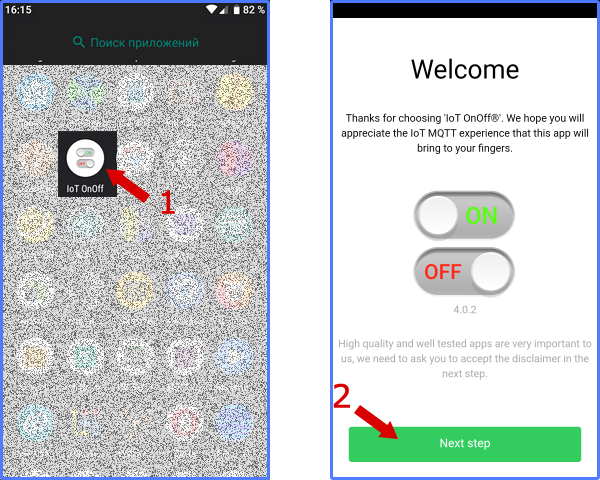 16:15
82 %
Поиск приложений
IoT OnOff
1
Welcome
Thanks for choosing 'IoT OnOff®'. We hope you will
appreciate the IoT MQTT experience that this app will
bring to your fingers.
ON
OFF
4.0.2
High quality and well tested apps are very important to
us, we need to ask you to accept the disclaimer in the
next step.
2
Next step